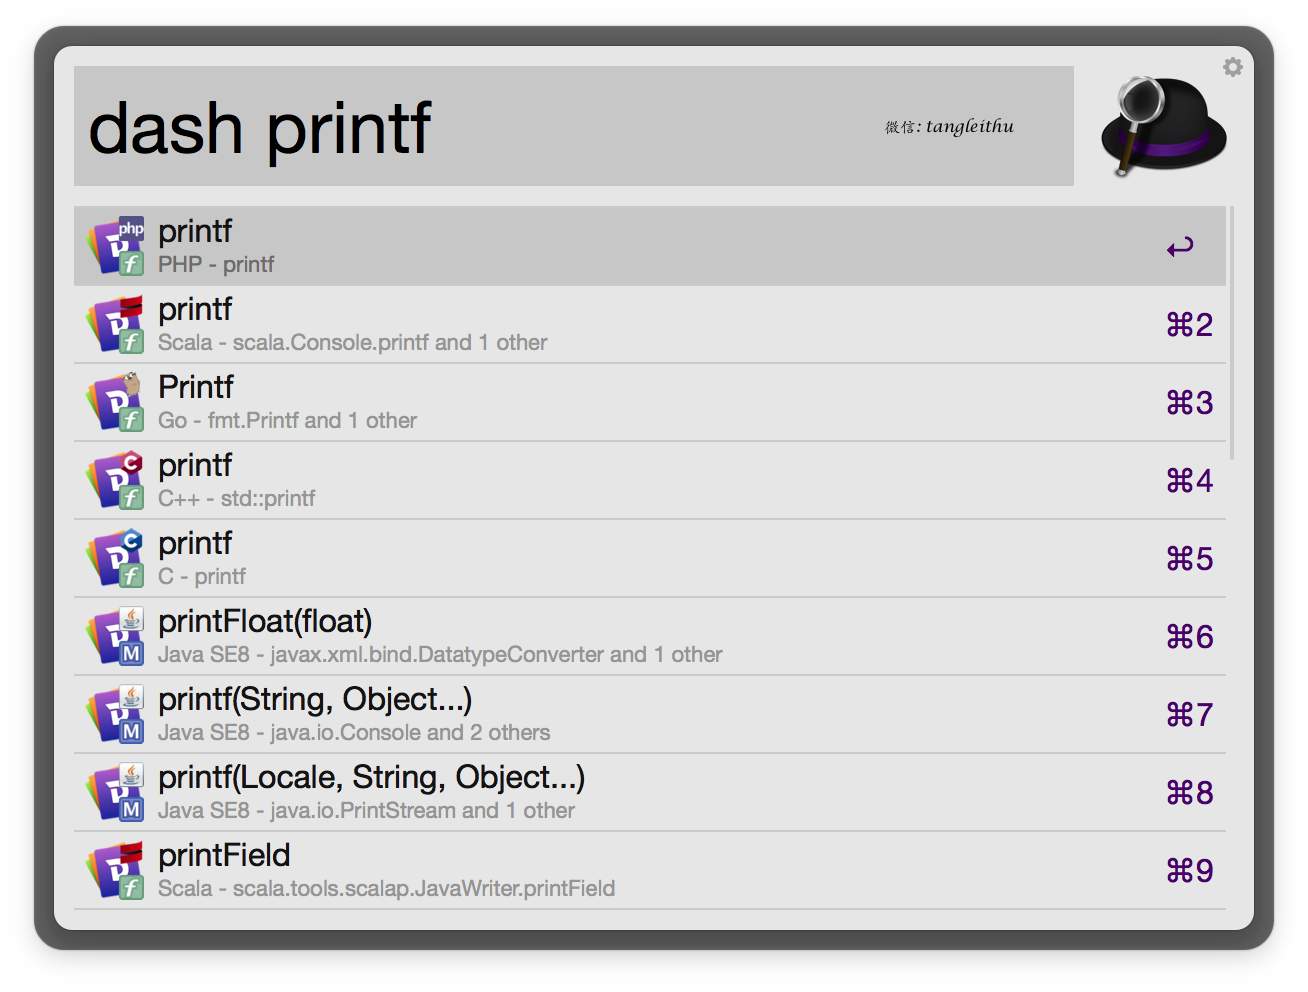 dash printf
微信: tangleithu
php
printf
PHP - printf
printf
Scala - scala.Console.printf and 1 other
⌘2
Printf
Go - fmt.Printf and 1 other
⌘3
printf
C++ - std::printf
⌘4
printf
C - printf
⌘5
printFloat(float)
Java SE8 - javax.xml.bind.DatatypeConverter and 1 other
⌘6
printf(String, Object...)
Java SE8 - java.io.Console and 2 others
⌘7
printf(Locale, String, Object...)
Java SE8 - java.io.PrintStream and 1 other
⌘8
printField
Scala - scala.tools.scalap.JavaWriter.printField
⌘9